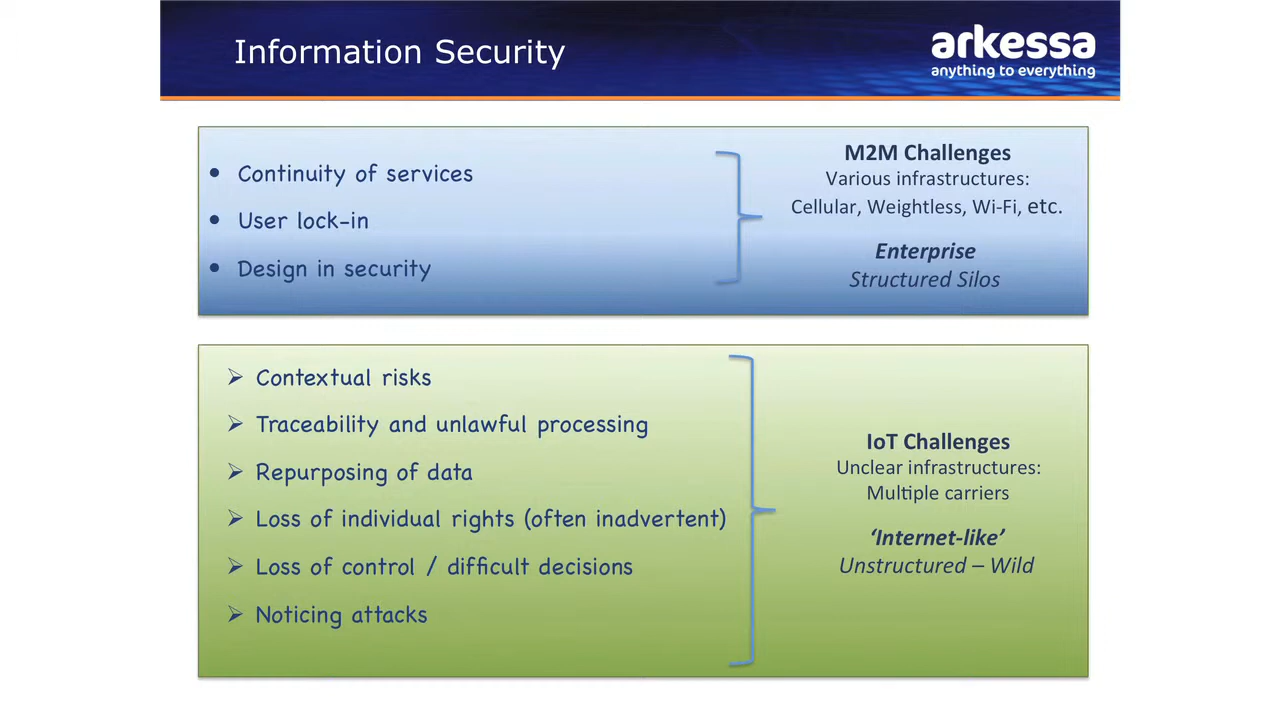 Information Security
arkessa
anything to everything
• Continuity of services
• User lock-in
• Design in security
M2M Challenges
Various infrastructures:
Cellular, Weightless, Wi-Fi, etc.
Enterprise
Structured Silos
➢ Contextual risks
➢ Traceability and unlawful processing
➢ Repurposing of data
➢ Loss of individual rights (often inadvertent)
➢ Loss of control / difficult decisions
➢ Noticing attacks
IoT Challenges
Unclear infrastructures:
Multiple carriers
‘Internet-like’
Unstructured – Wild